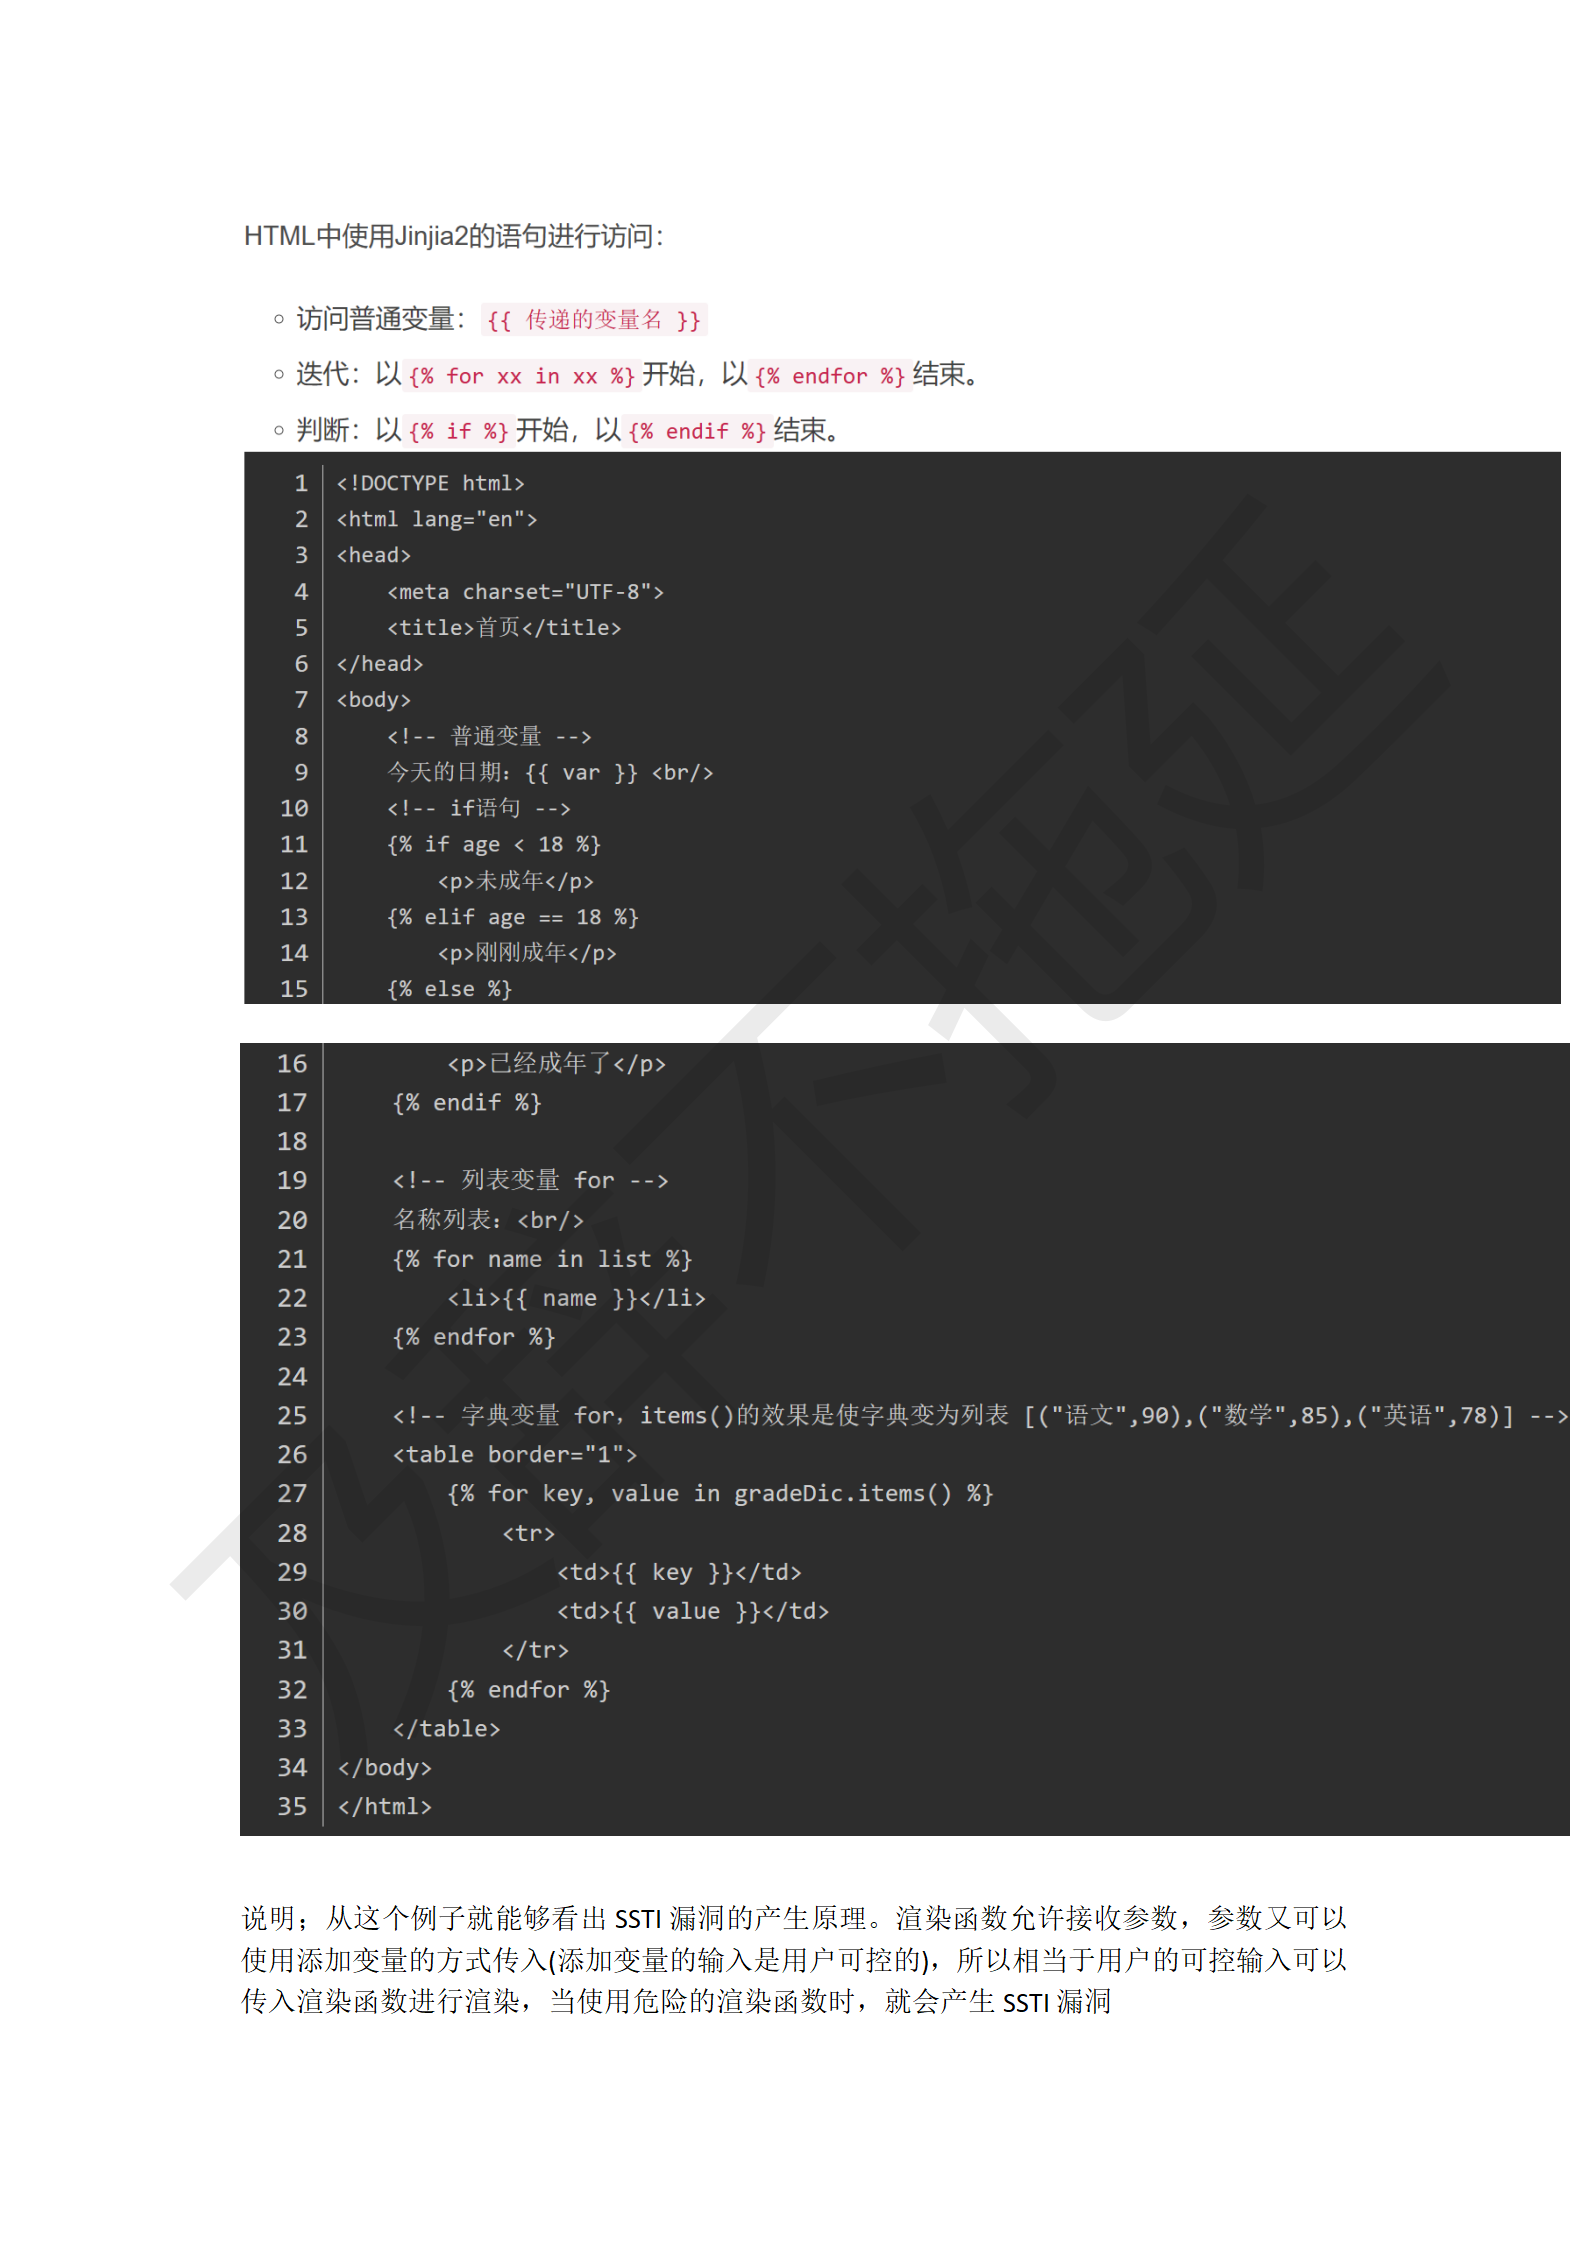 HTML中使用Jinjia2的语句进行访问：
访问普通变量：{{ 传递的变量名 }}
迭代：以{% for xx in xx %}开始，以{% endfor %}结束。
判断：以{% if %}开始，以{% endif %}结束。
1 <!DOCTYPE html>
2 <html lang="en">
3 <head>
4     <meta charset="UTF-8">
5     <title>首页</title>
6 </head>
7 <body>
8     <!-- 普通变量 -->
9     今天的日期：{{ var }} <br/>
10     <!-- if语句 -->
11     {% if age < 18 %}
12         <p>未成年</p>
13     {% elif age == 18 %}
14         <p>刚刚成年</p>
15     {% else %}
16         <p>已经成年了</p>
17     {% endif %}
18
19     <!-- 列表变量 for -->
20     名称列表：<br/>
21     {% for name in list %}
22         <li>{{ name }}</li>
23     {% endfor %}
24
25     <!-- 字典变量 for，items()的效果是使字典变为列表 [("语文",90),("数学",85),("英语",78)] -->
26     <table border="1">
27         {% for key, value in gradeDic.items() %}
28             <tr>
29                 <td>{{ key }}</td>
30                 <td>{{ value }}</td>
31             </tr>
32         {% endfor %}
33     </table>
34 </body>
35 </html>
说明；从这个例子就能够看出 SSTI 漏洞的产生原理。渲染函数允许接收参数，参数又可以
使用添加变量的方式传入(添加变量的输入是用户可控的)，所以相当于用户的可控输入可以
传入渲染函数进行渲染，当使用危险的渲染函数时，就会产生 SSTI 漏洞
及辞不拖延